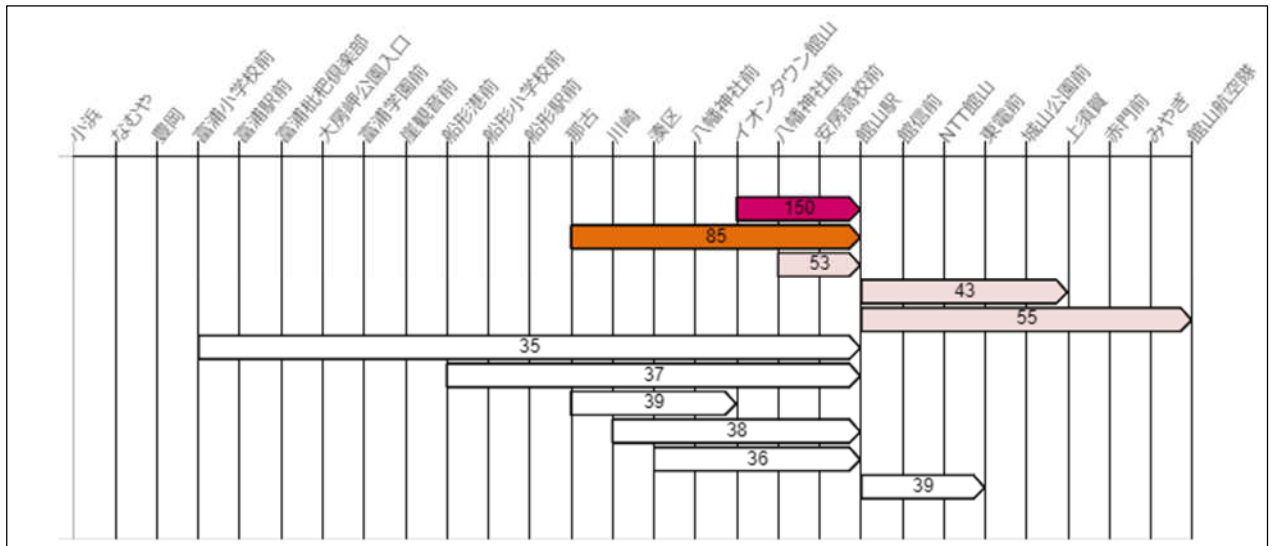 小浜
なむや
豊岡
富浦小学校前
富浦駅前
富浦枇杷倶楽部
大房岬公園入口
富浦学園前
崖観音前
船形港前
船形小学校前
船形駅前
那古
川崎
湊区
八幡神社前
イオンタウン館山
八幡神社前
安房高校前
館山駅
館信前
NTT館山
東電前
城山公園前
上須賀
赤門前
みやぎ
館山航空隊
150
85
53
43
55
35
37
39
38
36
39